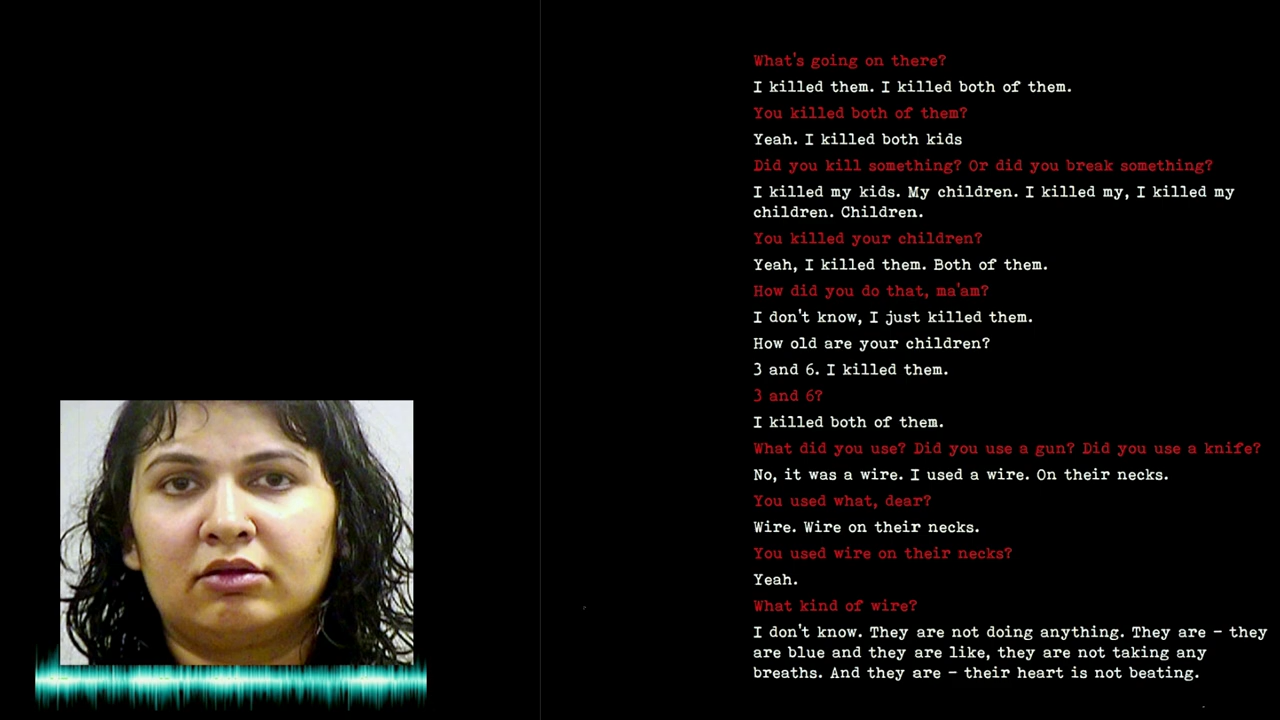 What's going on there?
I killed them. I killed both of them.
You killed both of them?
Yeah. I killed both kids
Did you kill something? Or did you break something?
I killed my kids. My children. I killed my, I killed my
children. Children.
You killed your children?
Yeah, I killed them. Both of them.
How did you do that, ma'am?
I don't know, I just killed them.
How old are your children?
3 and 6. I killed them.
3 and 6?
I killed both of them.
What did you use? Did you use a gun? Did you use a knife?
No, it was a wire. I used a wire. On their necks.
You used what, dear?
Wire. Wire on their necks.
You used wire on their necks?
Yeah.
What kind of wire?
I don't know. They are not doing anything. They are – they
are blue and they are like, they are not taking any
breaths. And they are – their heart is not beating.